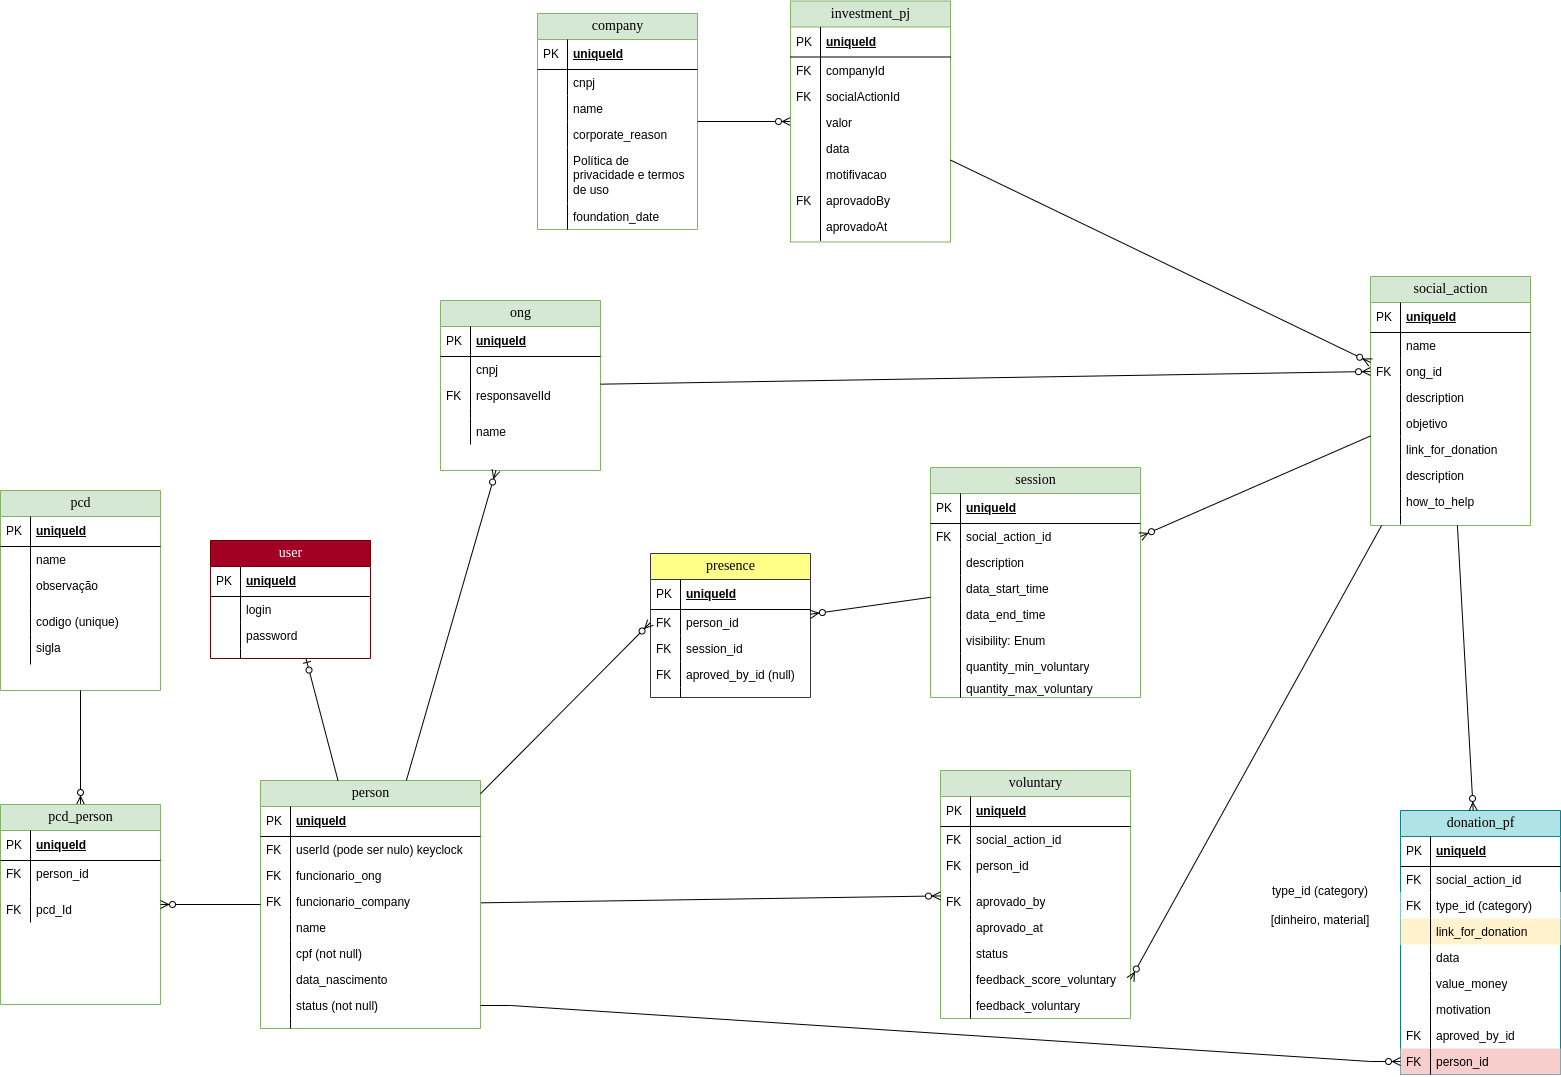 company
PK uniqueId
cnpj
name
corporate_reason
Política de
privacidade e termos
de uso
foundation_date
investment_pj
PK uniqueId
FK companyId
FK socialActionId
valor
data
motifivacao
FK aprovadoBy
aprovadoAt
social_action
PK uniqueId
name
FK ong_id
description
objetivo
link_for_donation
description
how_to_help
ong
PK uniqueId
cnpj
FK responsavelId
name
session
PK uniqueId
FK social_action_id
description
data_start_time
data_end_time
visibility: Enum
quantity_min_voluntary
quantity_max_voluntary
pcd
PK uniqueId
name
observação
codigo (unique)
sigla
user
PK uniqueId
login
password
presence
PK uniqueId
FK person_id
FK session_id
FK aproved_by_id (null)
pcd_person
PK uniqueId
FK person_id
FK pcd_Id
person
PK uniqueId
FK userId (pode ser nulo) keyclock
FK funcionario_ong
FK funcionario_company
name
cpf (not null)
data_nascimento
status (not null)
voluntary
PK uniqueId
FK social_action_id
FK person_id
FK aprovado_by
aprovado_at
status
feedback_score_voluntary
feedback_voluntary
type_id (category)
[dinheiro, material]
donation_pf
PK uniqueId
FK social_action_id
FK type_id (category)
link_for_donation
data
value_money
motivation
FK aproved_by_id
FK person_id